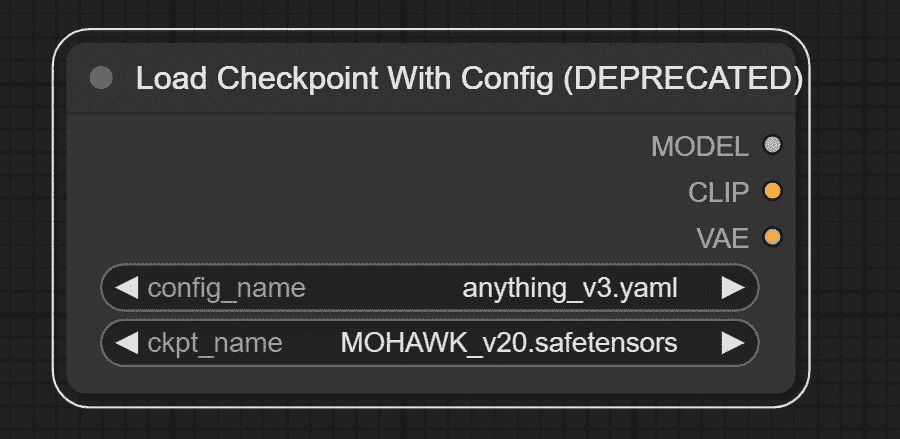 Load Checkpoint With Config (DEPRECATED)
MODEL
CLIP
VAE
config_name anything_v3.yaml
ckpt_name MOHAWK_v20.safetensors